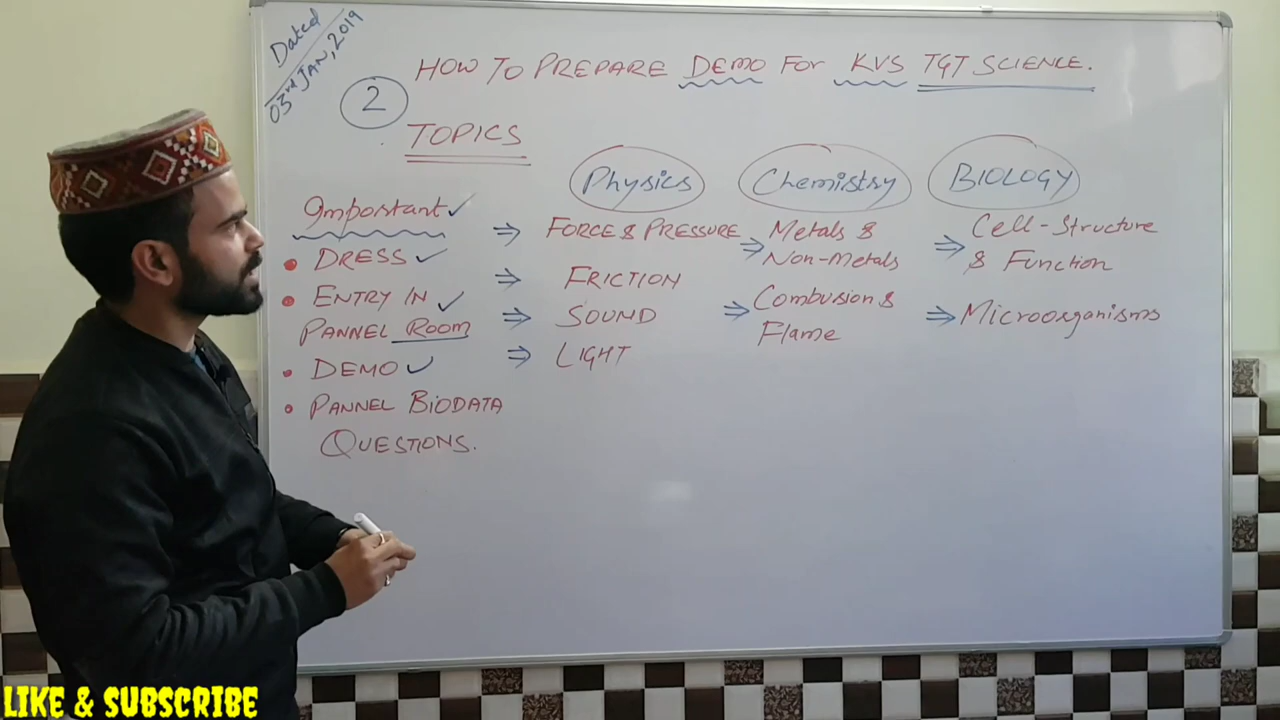 Dated
03rd JAN, 2019
HOW TO PREPARE DEMO FOR KVS TGT SCIENCE.
2
TOPICS
Important
• DRESS
• ENTRY IN
PANNEL ROOM
• DEMO
• PANNEL BIODATA
QUESTIONS.
Physics
⇒ FORCE & PRESSURE
⇒ FRICTION
⇒ SOUND
⇒ LIGHT
Chemistry
⇒ Metals &
Non-Metals
⇒ Combusion &
Flame
BIOLOGY
⇒ Cell-Structure
& Function
⇒ Microorganisms
LIKE & SUBSCRIBE